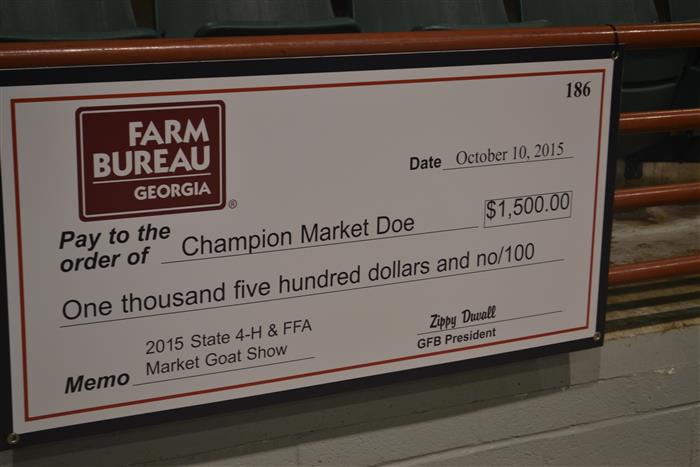 186
FARM
BUREAU
GEORGIA
®
Date October 10, 2015
Pay to the
order of Champion Market Doe $1,500.00
One thousand five hundred dollars and no/100
2015 State 4-H & FFA
Memo Market Goat Show
Zippy Duvall
GFB President